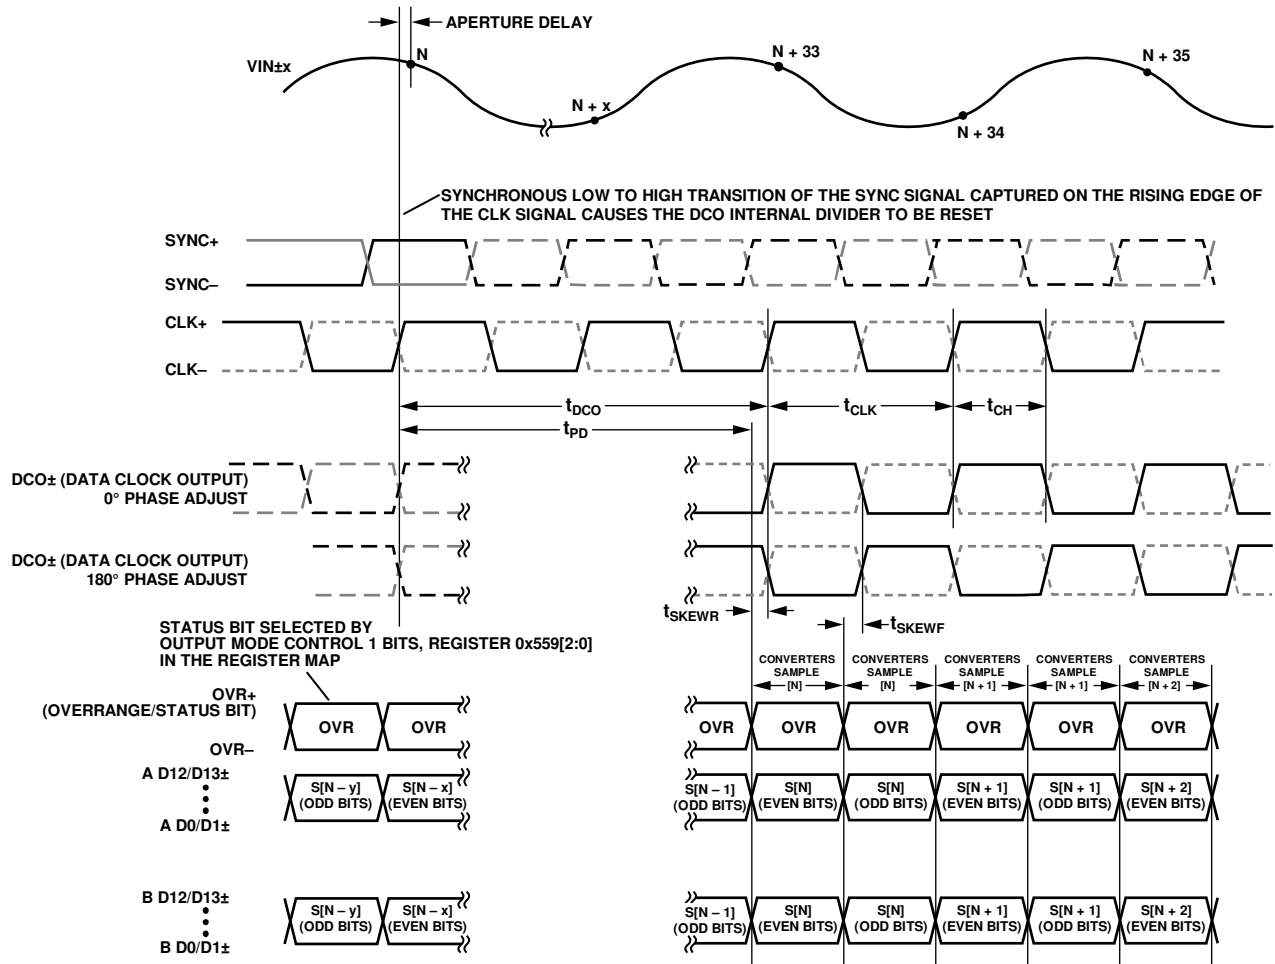 APERTURE DELAY
N
VIN±x
N + x
N + 33
N + 34
N + 35
SYNCHRONOUS LOW TO HIGH TRANSITION OF THE SYNC SIGNAL CAPTURED ON THE RISING EDGE OF
THE CLK SIGNAL CAUSES THE DCO INTERNAL DIVIDER TO BE RESET
SYNC+
SYNC–
CLK+
CLK–
tDCO
tCLK
tCH
tPD
DCO± (DATA CLOCK OUTPUT)
0° PHASE ADJUST
DCO± (DATA CLOCK OUTPUT)
180° PHASE ADJUST
tSKEWR
tSKEWF
STATUS BIT SELECTED BY
OUTPUT MODE CONTROL 1 BITS, REGISTER 0x559[2:0]
IN THE REGISTER MAP
CONVERTERS
SAMPLE
[N]
CONVERTERS
SAMPLE
[N]
CONVERTERS
SAMPLE
[N + 1]
CONVERTERS
SAMPLE
[N + 1]
CONVERTERS
SAMPLE
[N + 2]
OVR+
(OVERRANGE/STATUS BIT)
OVR–
OVR
OVR
OVR
OVR
OVR
OVR
OVR
OVR
A D12/D13±
A D0/D1±
S[N – y]
(ODD BITS)
S[N – x]
(EVEN BITS)
S[N – 1]
(ODD BITS)
S[N]
(EVEN BITS)
S[N]
(ODD BITS)
S[N + 1]
(EVEN BITS)
S[N + 1]
(ODD BITS)
S[N + 2]
(EVEN BITS)
B D12/D13±
B D0/D1±
S[N – y]
(ODD BITS)
S[N – x]
(EVEN BITS)
S[N – 1]
(ODD BITS)
S[N]
(EVEN BITS)
S[N]
(ODD BITS)
S[N + 1]
(EVEN BITS)
S[N + 1]
(ODD BITS)
S[N + 2]
(EVEN BITS)